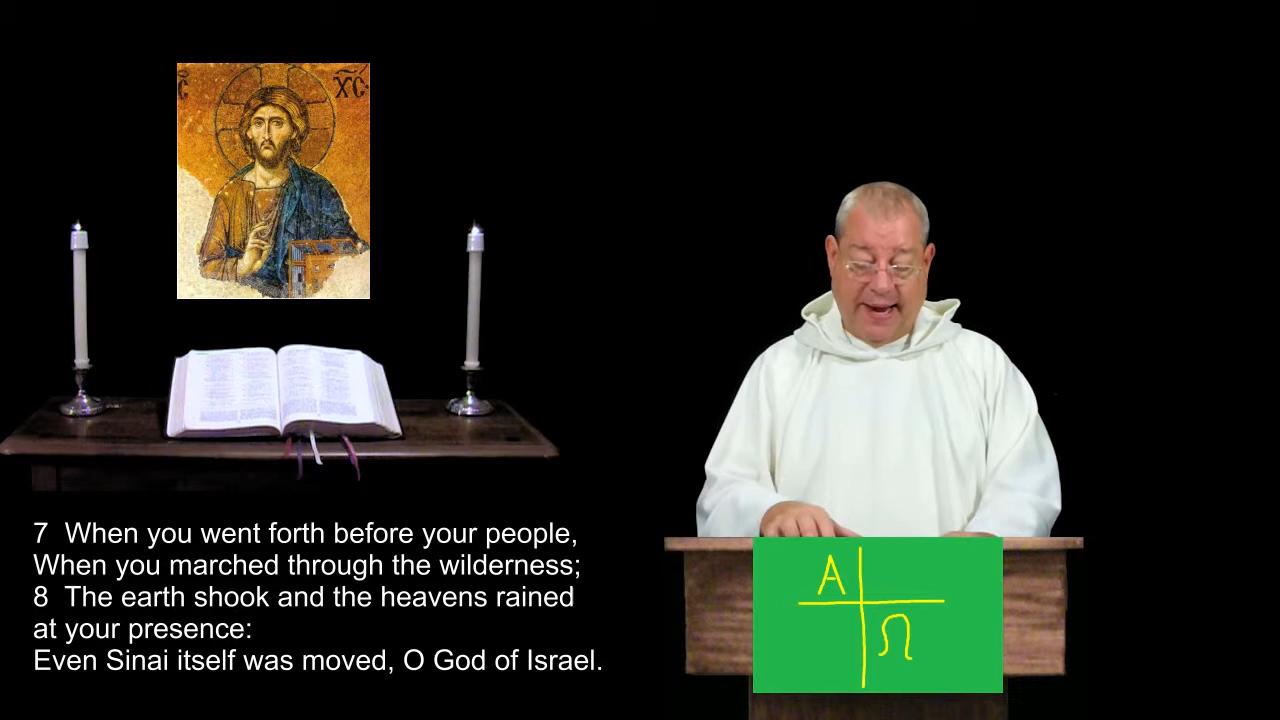 C
XC
7 When you went forth before your people,
When you marched through the wilderness;
8 The earth shook and the heavens rained
at your presence:
Even Sinai itself was moved, O God of Israel.
A
Ω